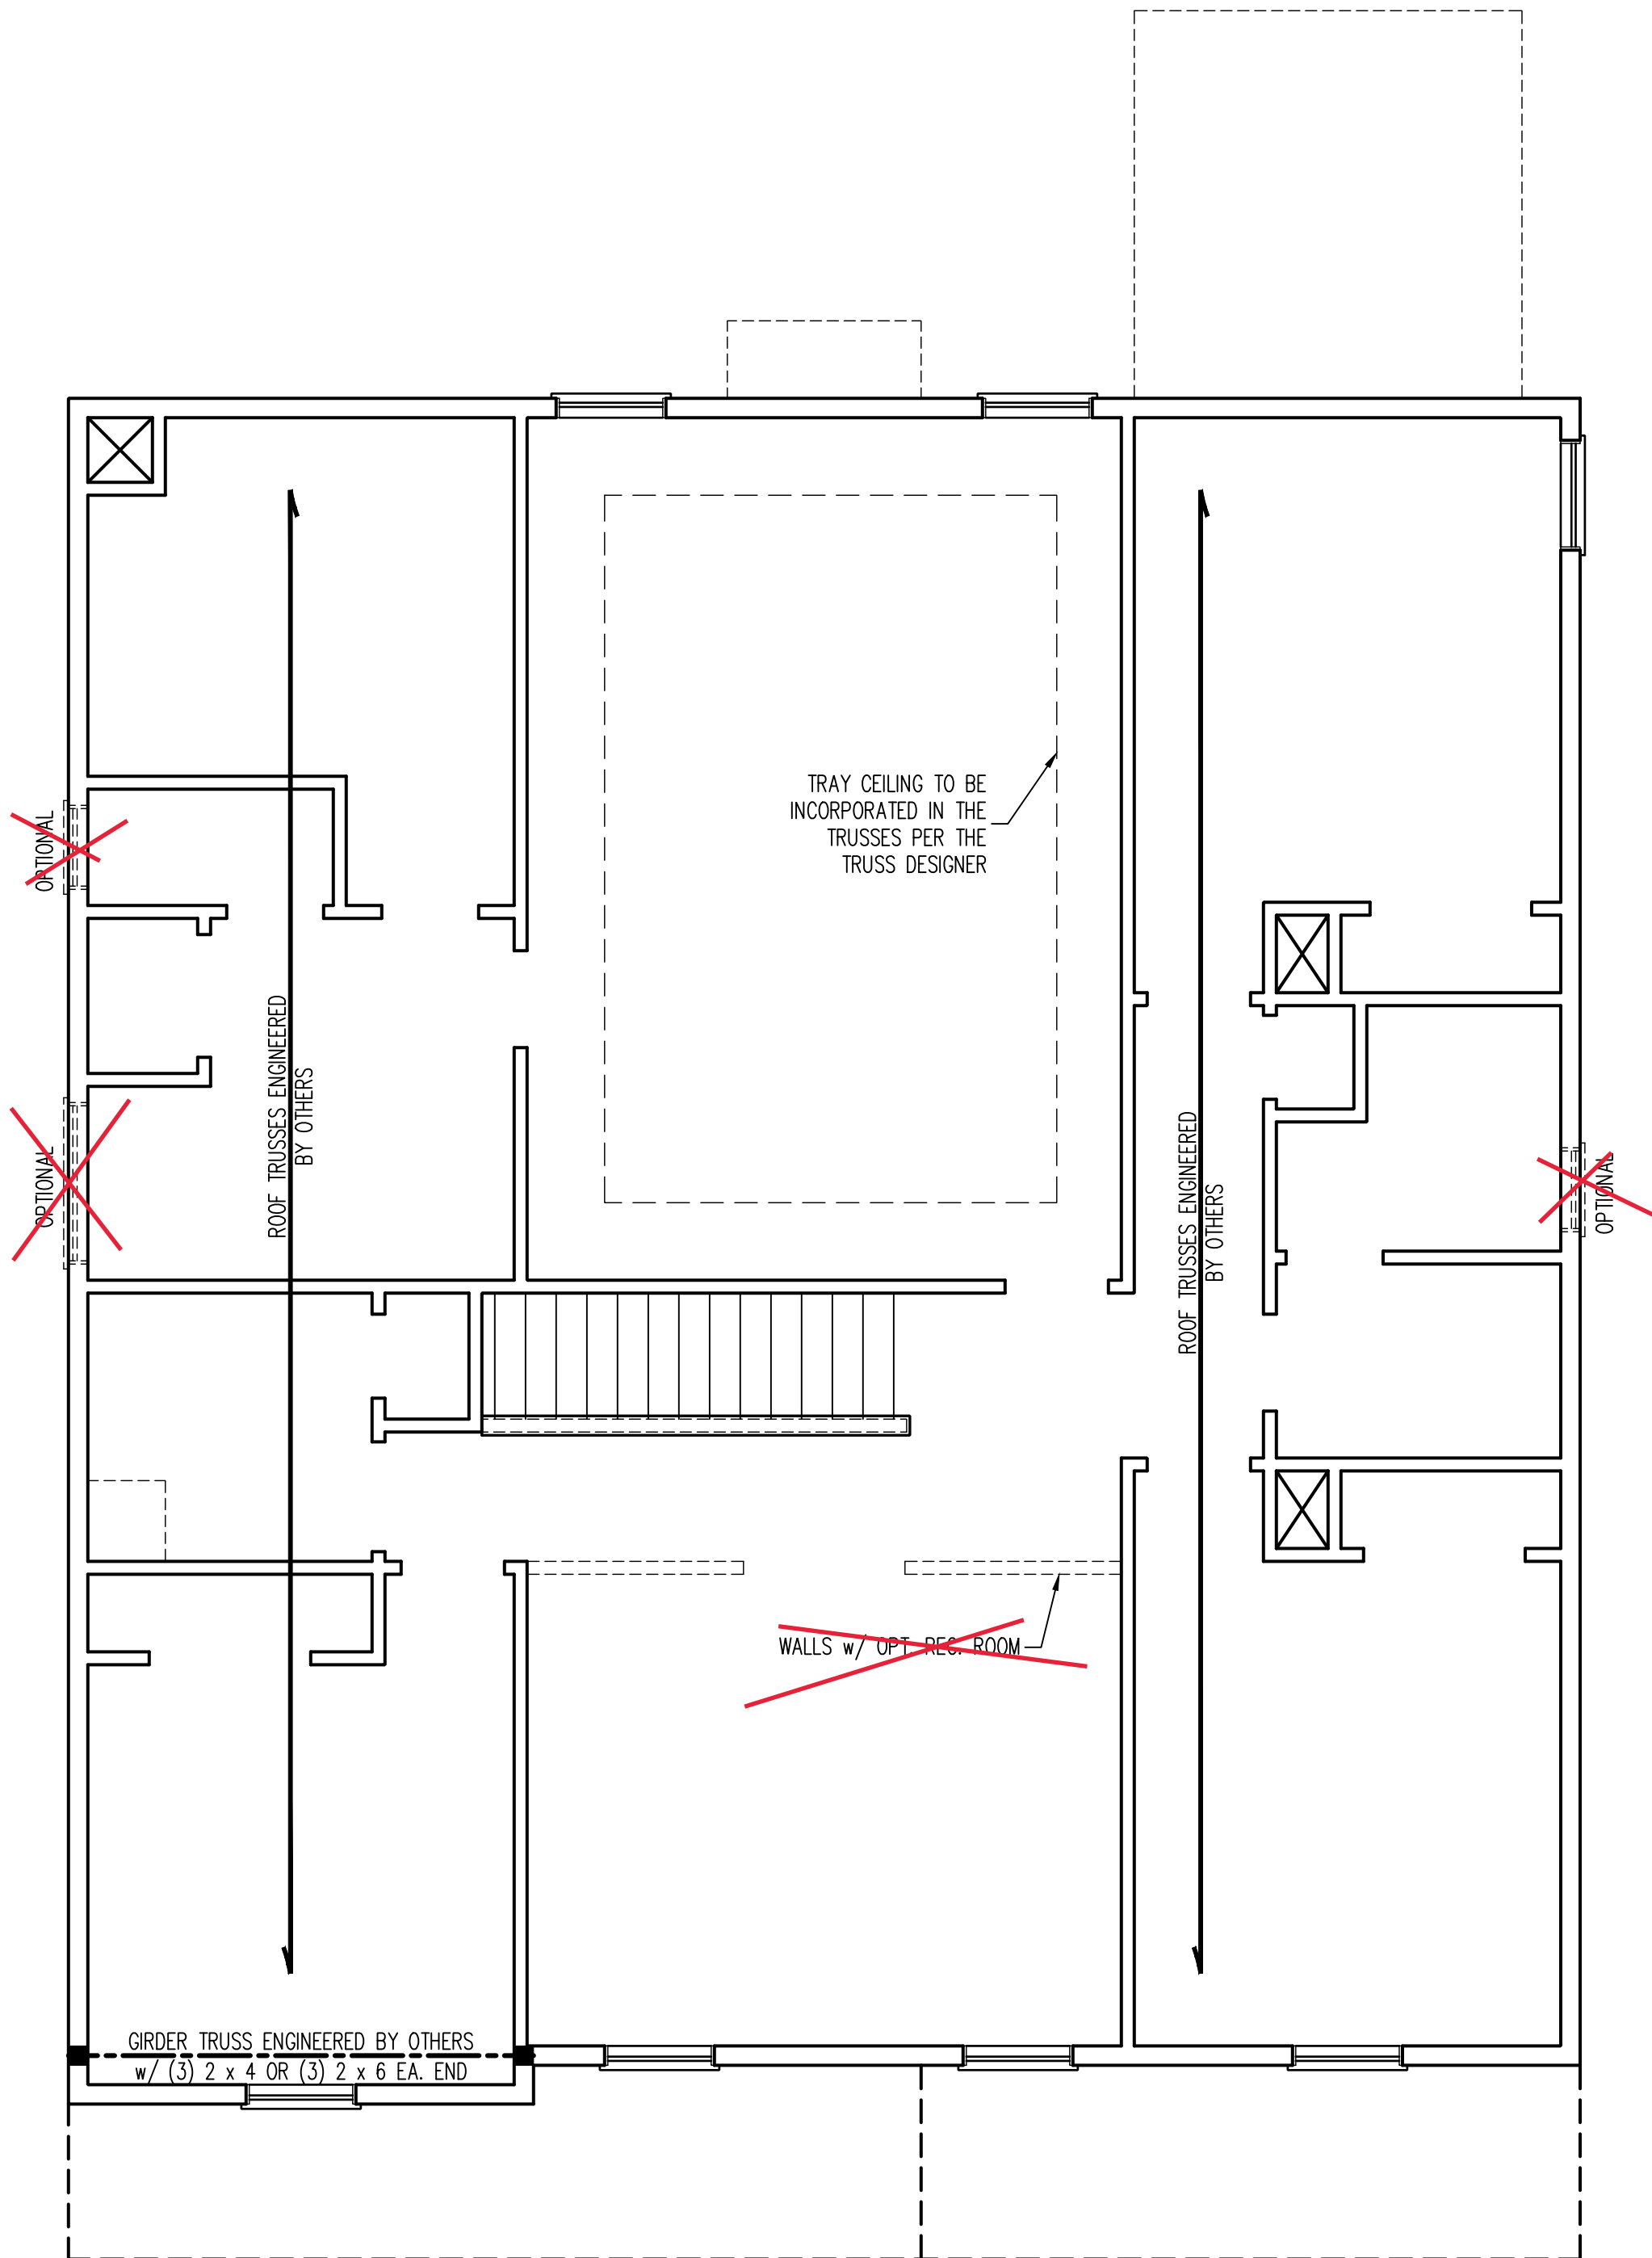 TRAY CEILING TO BE
INCORPORATED IN THE
TRUSSES PER THE
TRUSS DESIGNER
OPTIONAL
OPTIONAL
ROOF TRUSSES ENGINEERED
BY OTHERS
ROOF TRUSSES ENGINEERED
BY OTHERS
OPTIONAL
WALLS w/ OPT. REC. ROOM
GIRDER TRUSS ENGINEERED BY OTHERS
w/ (3) 2 x 4 OR (3) 2 x 6 EA. END